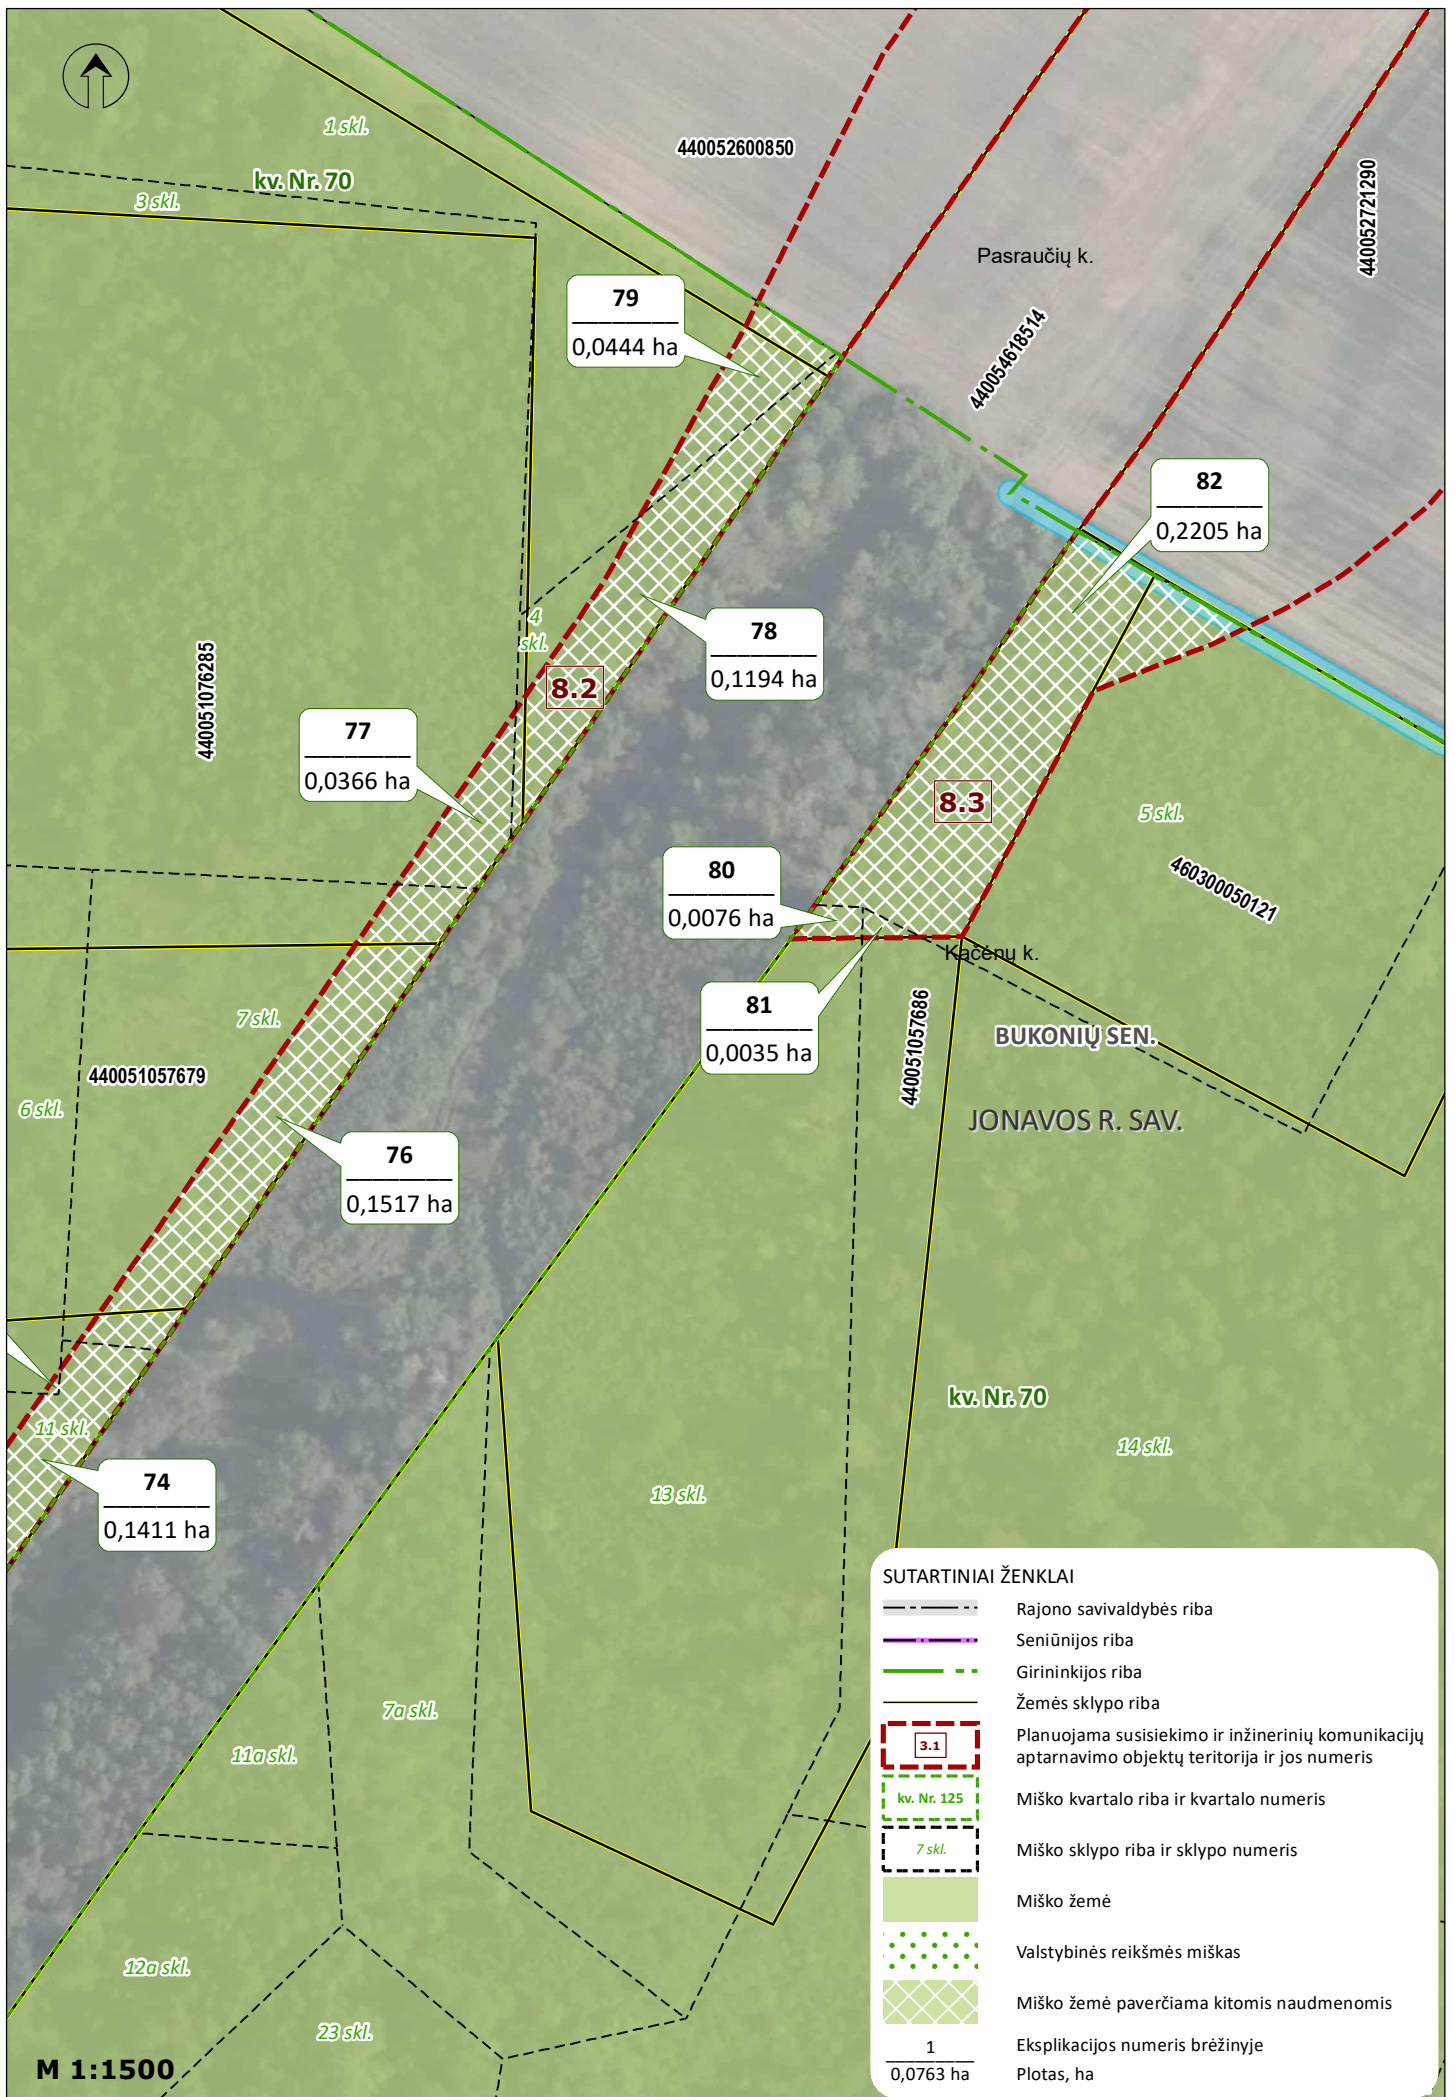 1 skl.
440052600850
kv. Nr. 70
3 skl.
440052721290
Pasraučių k.
79
0,0444 ha
440054618514
82
0,2205 ha
4
skl.
78
0,1194 ha
8.2
440051076285
77
0,0366 ha
8.3
5 skl.
80
0,0076 ha
460300050121
Kačėnų k.
81
0,0035 ha
440051057686
7 skl.
BUKONIŲ SEN.
440051057679
6 skl.
JONAVOS R. SAV.
76
0,1517 ha
kv. Nr. 70
11 skl.
14 skl.
74
0,1411 ha
13 skl.
7a skl.
11a skl.
12a skl.
23 skl.
M 1:1500
SUTARTINIAI ŽENKLAI
Rajono savivaldybės riba
Seniūnijos riba
Girininkijos riba
Žemės sklypo riba
3.1
Planuojama susisiekimo ir inžinerinių komunikacijų
aptarnavimo objektų teritorija ir jos numeris
kv. Nr. 125
Miško kvartalo riba ir kvartalo numeris
7 skl.
Miško sklypo riba ir sklypo numeris
Miško žemė
Valstybinės reikšmės miškas
Miško žemė paverčiama kitomis naudmenomis
1
Eksplikacijos numeris brėžinyje
0,0763 ha
Plotas, ha